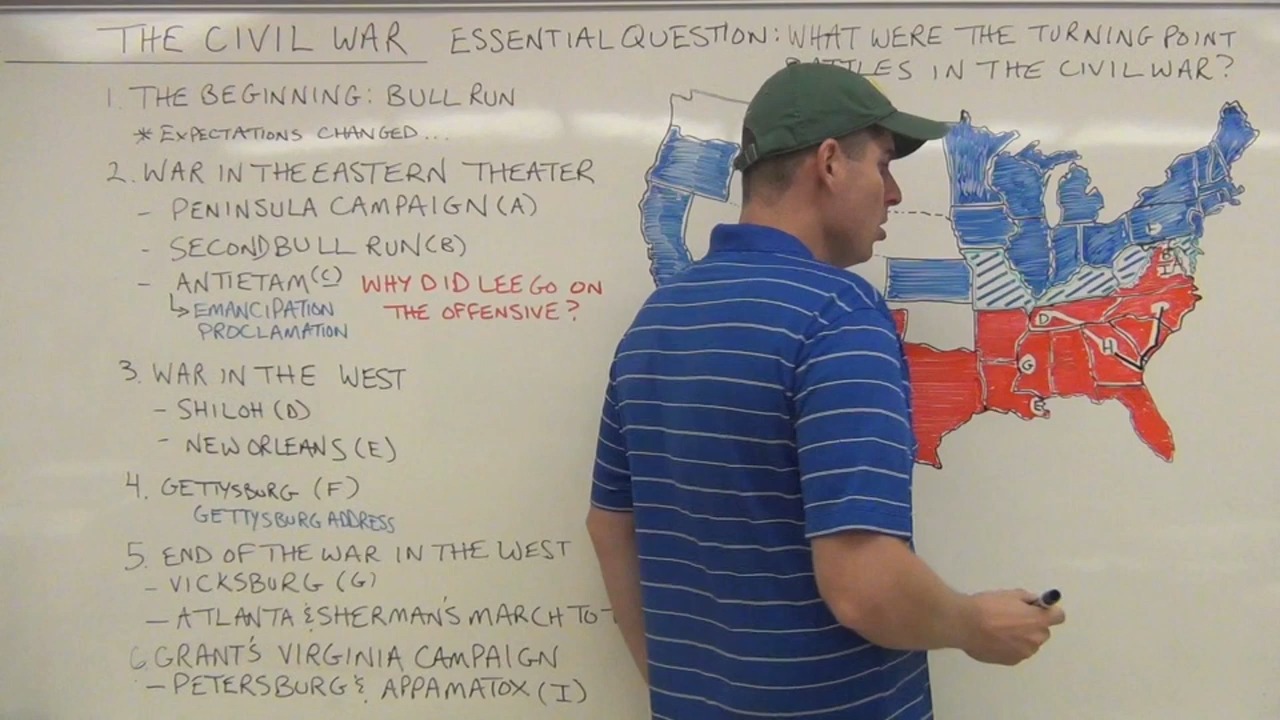 THE CIVIL WAR ESSENTIAL QUESTION: WHAT WERE THE TURNING POINT
BATTLES IN THE CIVIL WAR?
1. THE BEGINNING: BULL RUN
* EXPECTATIONS CHANGED...
2. WAR IN THE EASTERN THEATER
- PENINSULA CAMPAIGN (A)
- SECOND BULL RUN (B)
- ANTIETAM (C) WHY DID LEE GO ON
THE OFFENSIVE?
EMANCIPATION
PROCLAMATION
3. WAR IN THE WEST
- SHILOH (D)
- NEW ORLEANS (E)
4. GETTYSBURG (F)
GETTYSBURG ADDRESS
5. END OF THE WAR IN THE WEST
- VICKSBURG (G)
- ATLANTA & SHERMAN'S MARCH TO
6 GRANT'S VIRGINIA CAMPAIGN
- PETERSBURG & APPAMATOX (I)
B
D
H
G
E